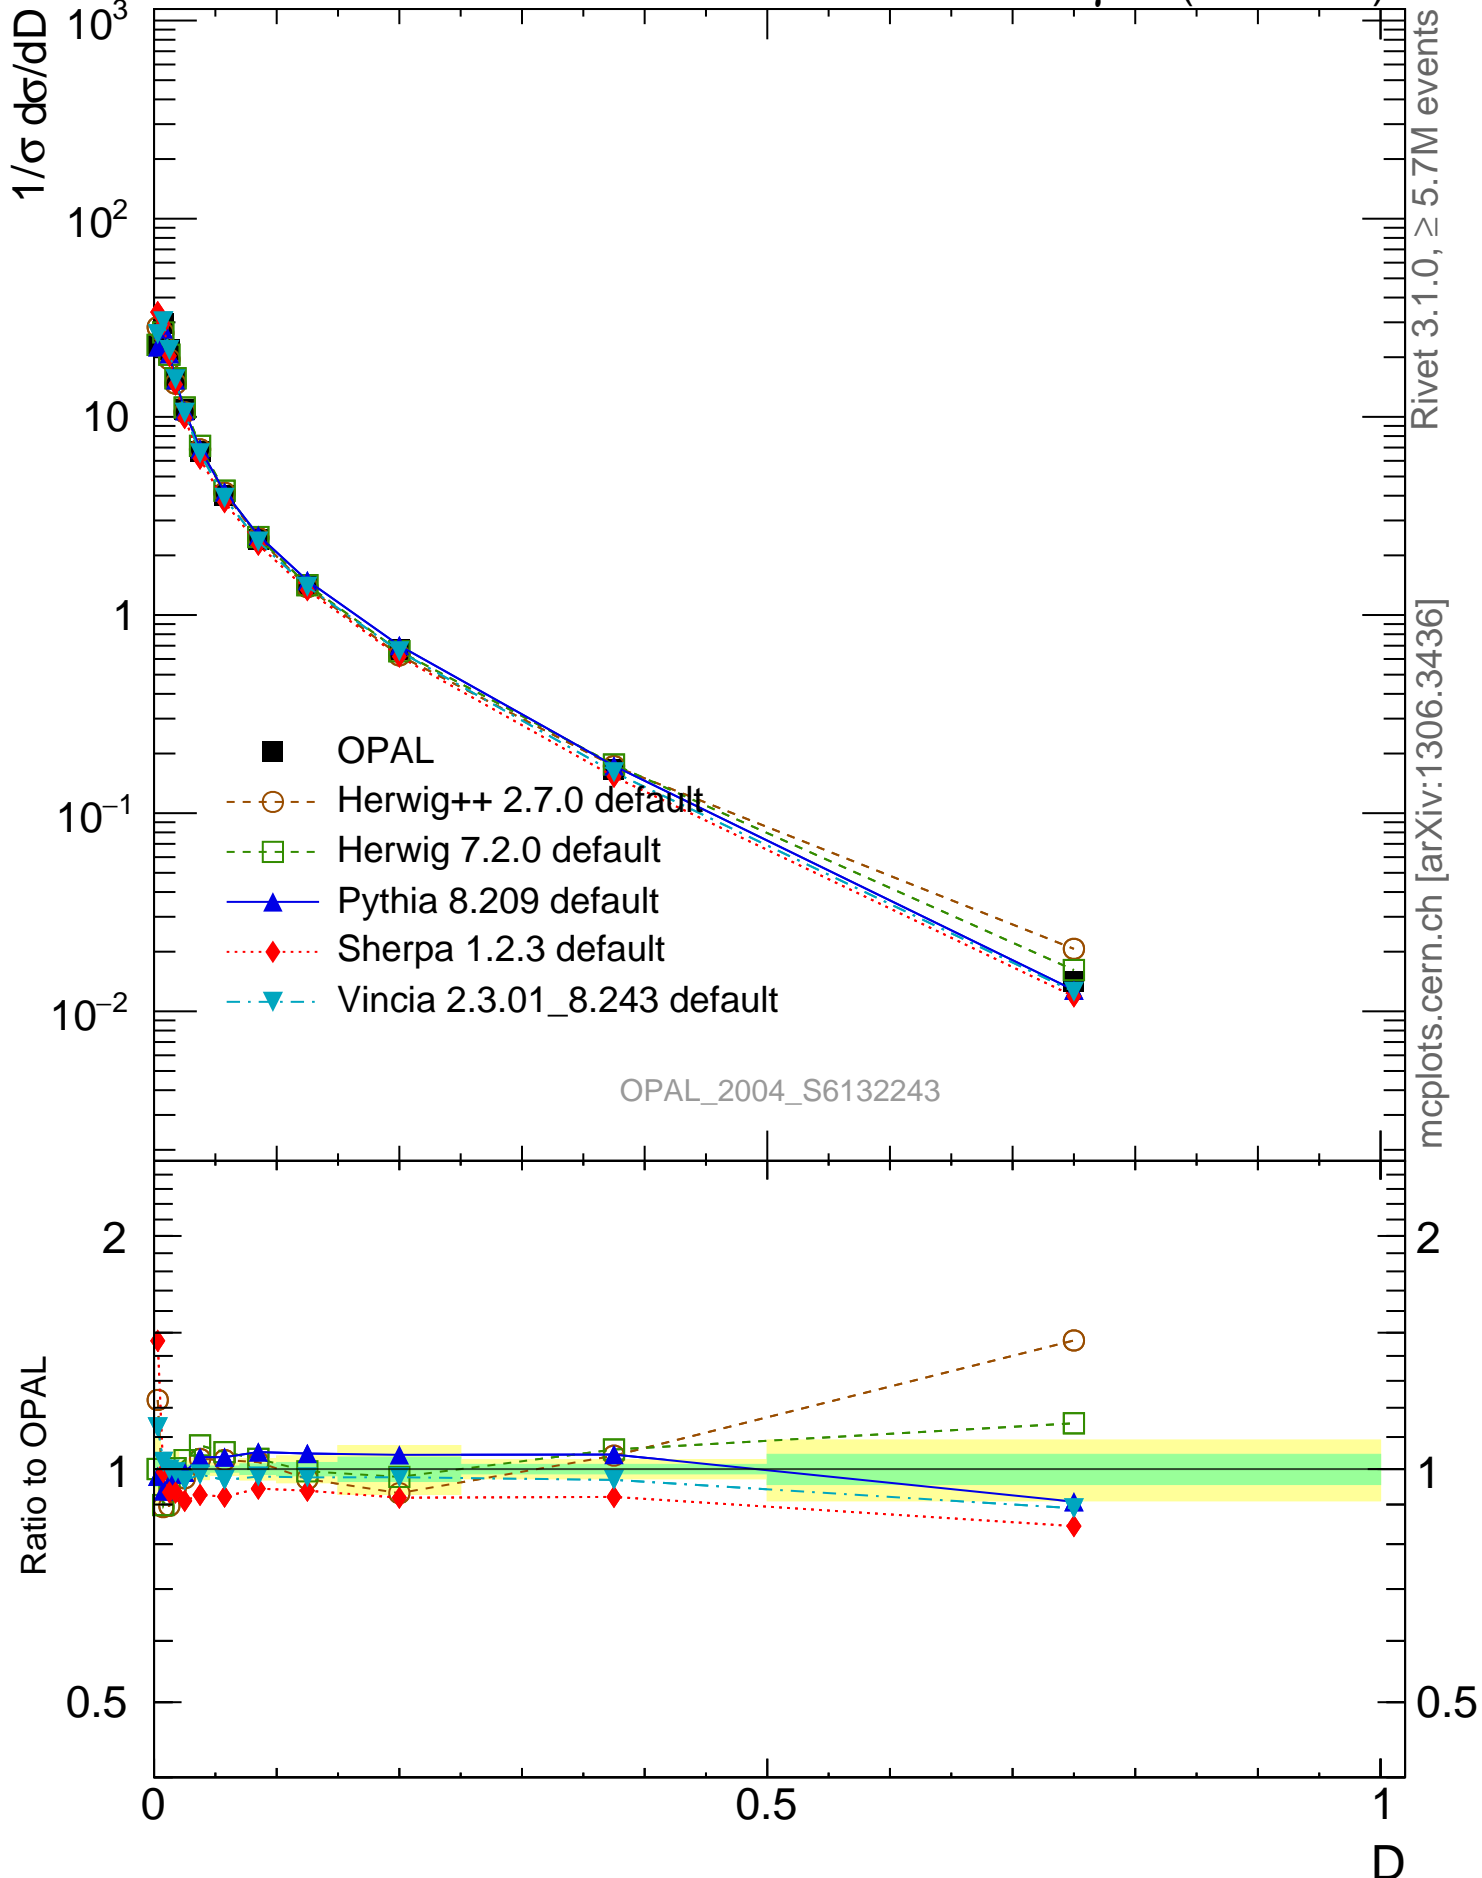 1/σ dσ/dD
10³
10²
10
1
10⁻¹
10⁻²
OPAL
Herwig++ 2.7.0 default
Herwig 7.2.0 default
Pythia 8.209 default
Sherpa 1.2.3 default
Vincia 2.3.01_8.243 default
OPAL_2004_S6132243
Rivet 3.1.0, ≥ 5.7M events
mcplots.cern.ch [arXiv:1306.3436]
Ratio to OPAL
2
1
0.5
2
1
0.5
0
0.5
1
D